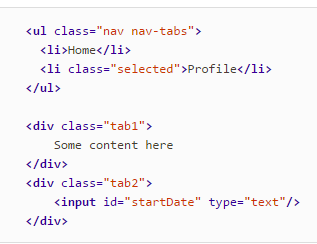 <ul class="nav nav-tabs">
  <li>Home</li>
  <li class="selected">Profile</li>
</ul>

<div class="tab1">
    Some content here
</div>
<div class="tab2">
    <input id="startDate" type="text"/>
</div>